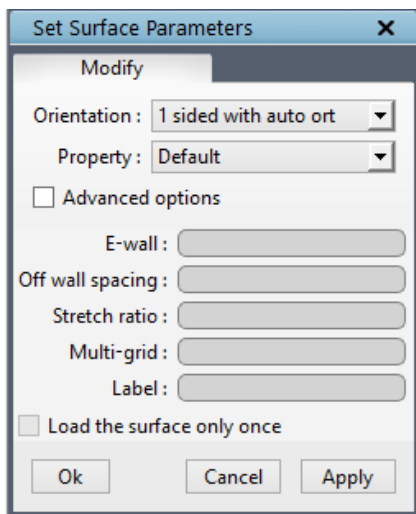 Set Surface Parameters
Modify
Orientation : 1 sided with auto ort
Property : Default
Advanced options
E-wall :
Off wall spacing :
Stretch ratio :
Multi-grid :
Label :
Load the surface only once
Ok Cancel Apply